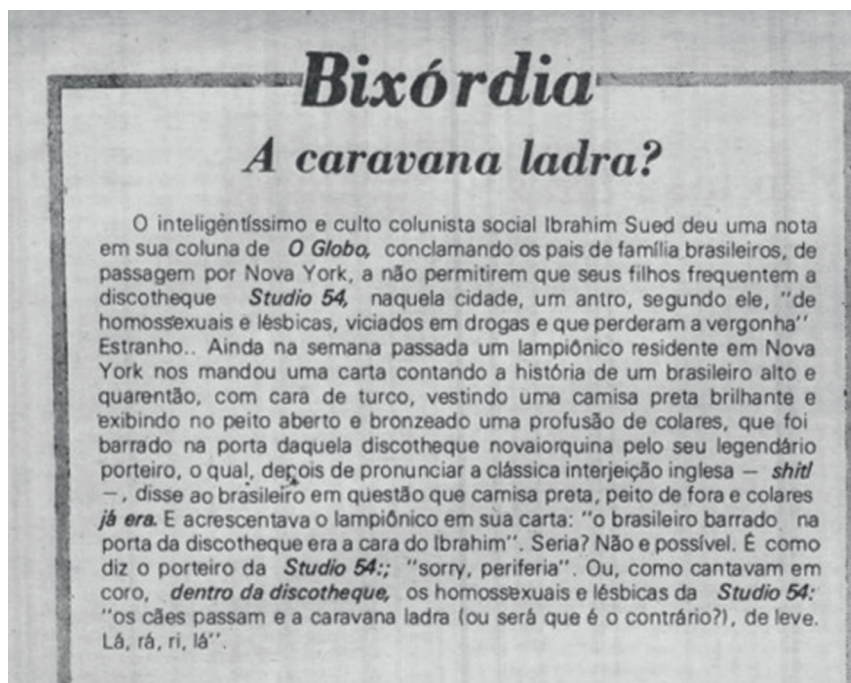 Bixórdia
A caravana ladra?
O inteligentíssimo e culto colunista social Ibrahim Sued deu uma nota
em sua coluna de O Globo, conclamando os pais de família brasileiros, de
passagem por Nova York, a não permitirem que seus filhos frequentem a
discotheque Studio 54, naquela cidade, um antro, segundo ele, "de
homossexuais e lésbicas, viciados em drogas e que perderam a vergonha"
Estranho.. Ainda na semana passada um lampiônico residente em Nova
York nos mandou uma carta contando a história de um brasileiro alto e
quarentão, com cara de turco, vestindo uma camisa preta brilhante e
exibindo no peito aberto e bronzeado uma profusão de colares, que foi
barrado na porta daquela discotheque novaiorquina pelo seu legendário
porteiro, o qual, depois de pronunciar a clássica interjeição inglesa — shit!
—, disse ao brasileiro em questão que camisa preta, peito de fora e colares
já era. E acrescentava o lampiônico em sua carta: "o brasileiro barrado na
porta da discotheque era a cara do Ibrahim". Seria? Não e possível. É como
diz o porteiro da Studio 54:; "sorry, periferia". Ou, como cantavam em
coro, dentro da discotheque, os homossexuais e lésbicas da Studio 54:
"os cães passam e a caravana ladra (ou será que é o contrário?), de leve.
Lá, rá, ri, lá".